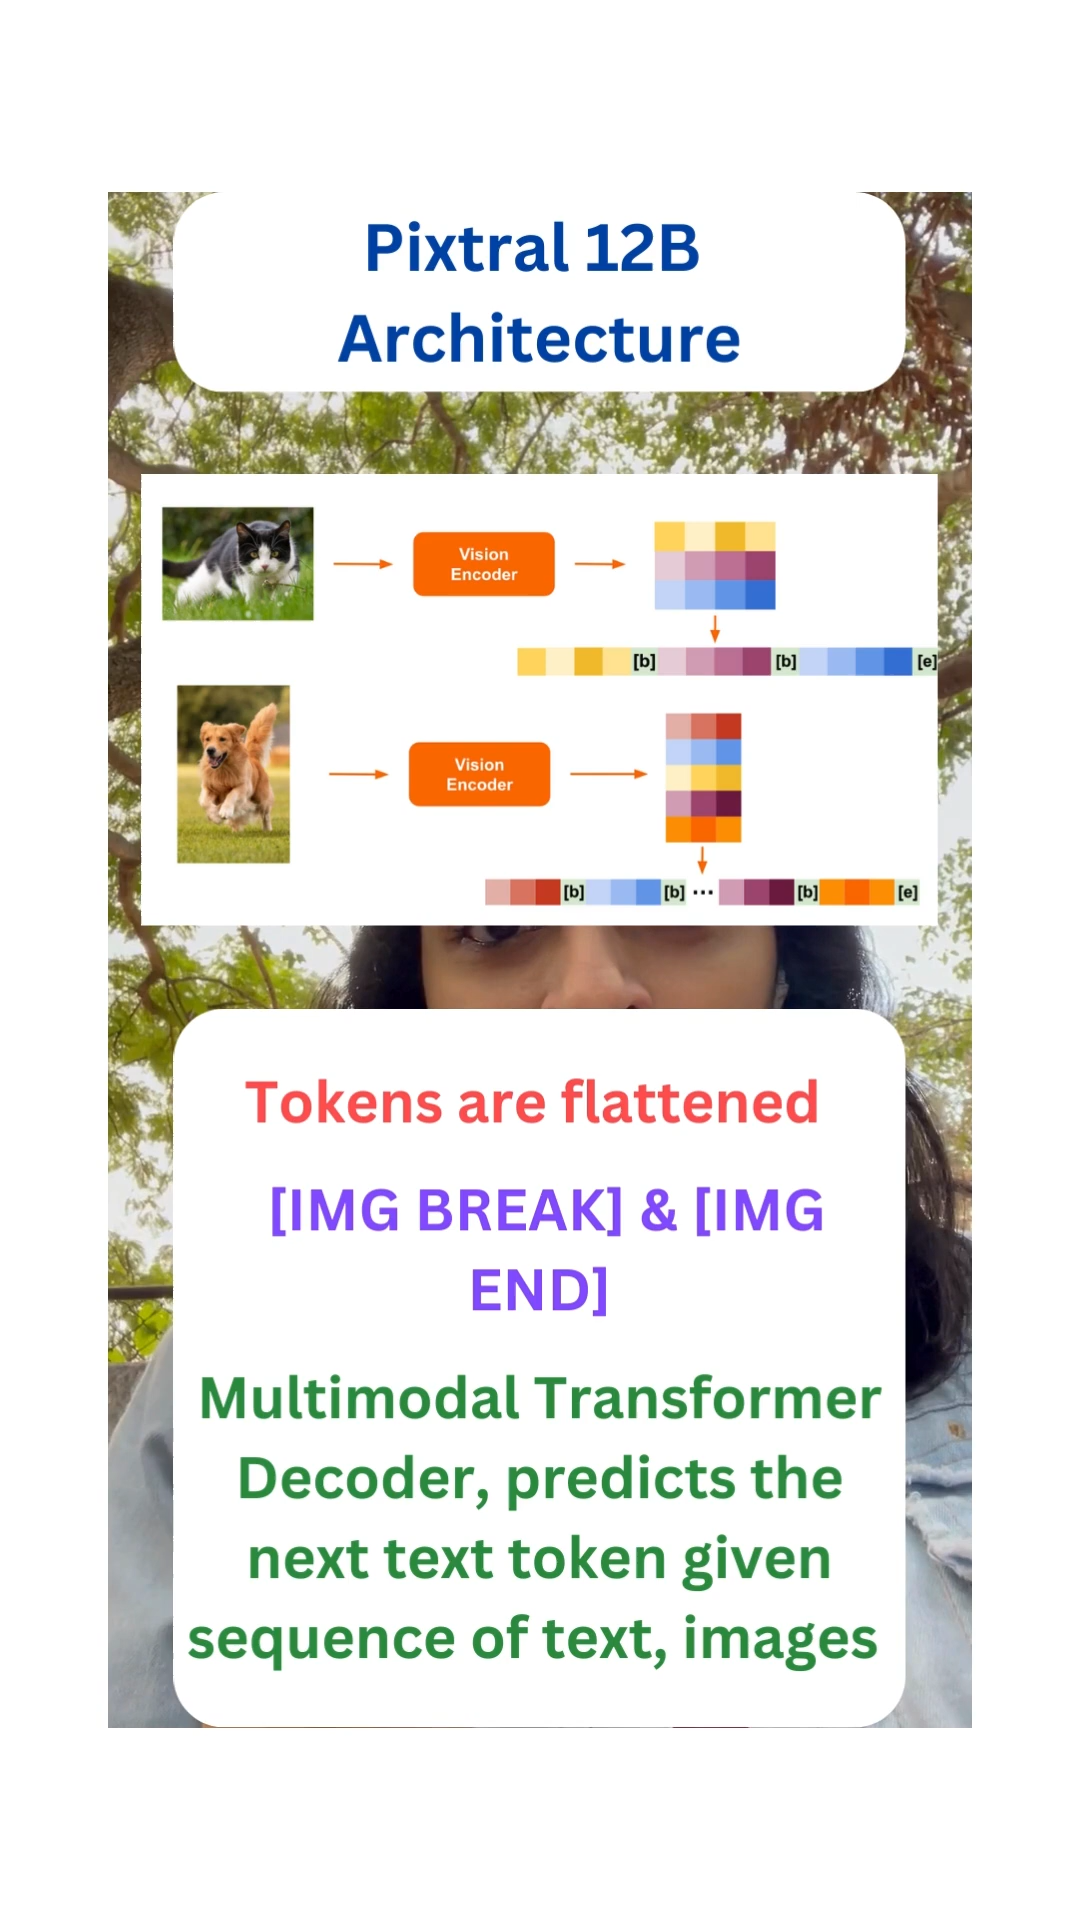 Pixtral 12B
Architecture
Vision
Encoder
[b]
[b]
[e]
Vision
Encoder
[b]
[b]
...
[b]
[e]
Tokens are flattened
[IMG BREAK] & [IMG
END]
Multimodal Transformer
Decoder, predicts the
next text token given
sequence of text, images